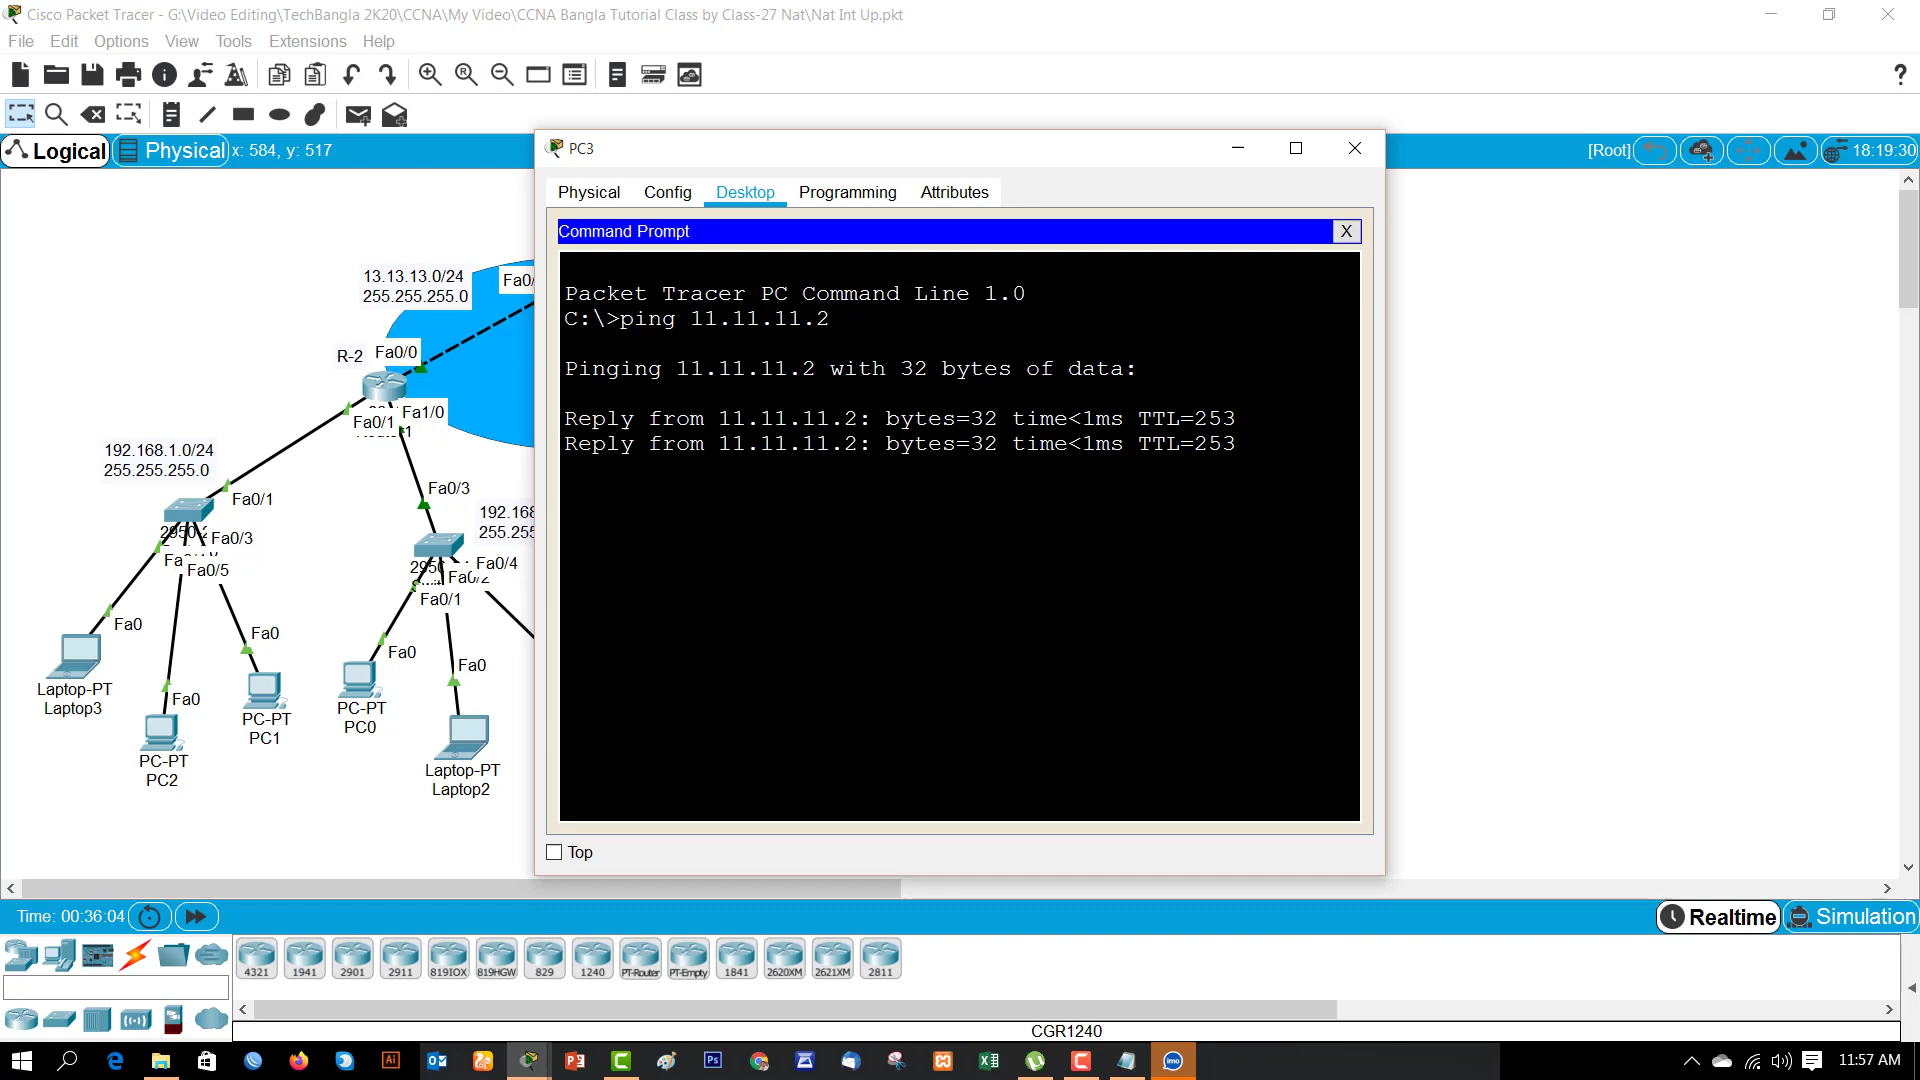 Cisco Packet Tracer - G:\Video Editing\TechBangla 2K20\CCNA\My Video\CCNA Bangla Tutorial Class by Class-27 Nat\Nat Int Up.pkt
File Edit Options View Tools Extensions Help
Logical Physical x: 584, y: 517
[Root] 18:19:30
PC3
Physical Config Desktop Programming Attributes
Command Prompt X
Packet Tracer PC Command Line 1.0
C:\>ping 11.11.11.2
Pinging 11.11.11.2 with 32 bytes of data:
Reply from 11.11.11.2: bytes=32 time<1ms TTL=253
Reply from 11.11.11.2: bytes=32 time<1ms TTL=253
Top
13.13.13.0/24
255.255.255.0
Fa0/
R-2 Fa0/0
Fa1/0
Fa0/1
192.168.1.0/24
255.255.255.0
Fa0/1
Fa0/3
Fa0/5
Fa0/3
192.168
255.255
2950
Fa0/4
Fa0/2
Fa0/1
Fa0
Fa0
Fa0
Fa0
Fa0
Laptop-PT
Laptop3
PC-PT
PC2
PC-PT
PC1
PC-PT
PC0
Laptop-PT
Laptop2
Time: 00:36:04
Realtime Simulation
4321 1941 2901 2911 819IOX 819HGW 829 1240 PT-Router PT-Empty 1841 2620XM 2621XM 2811
CGR1240
11:57 AM